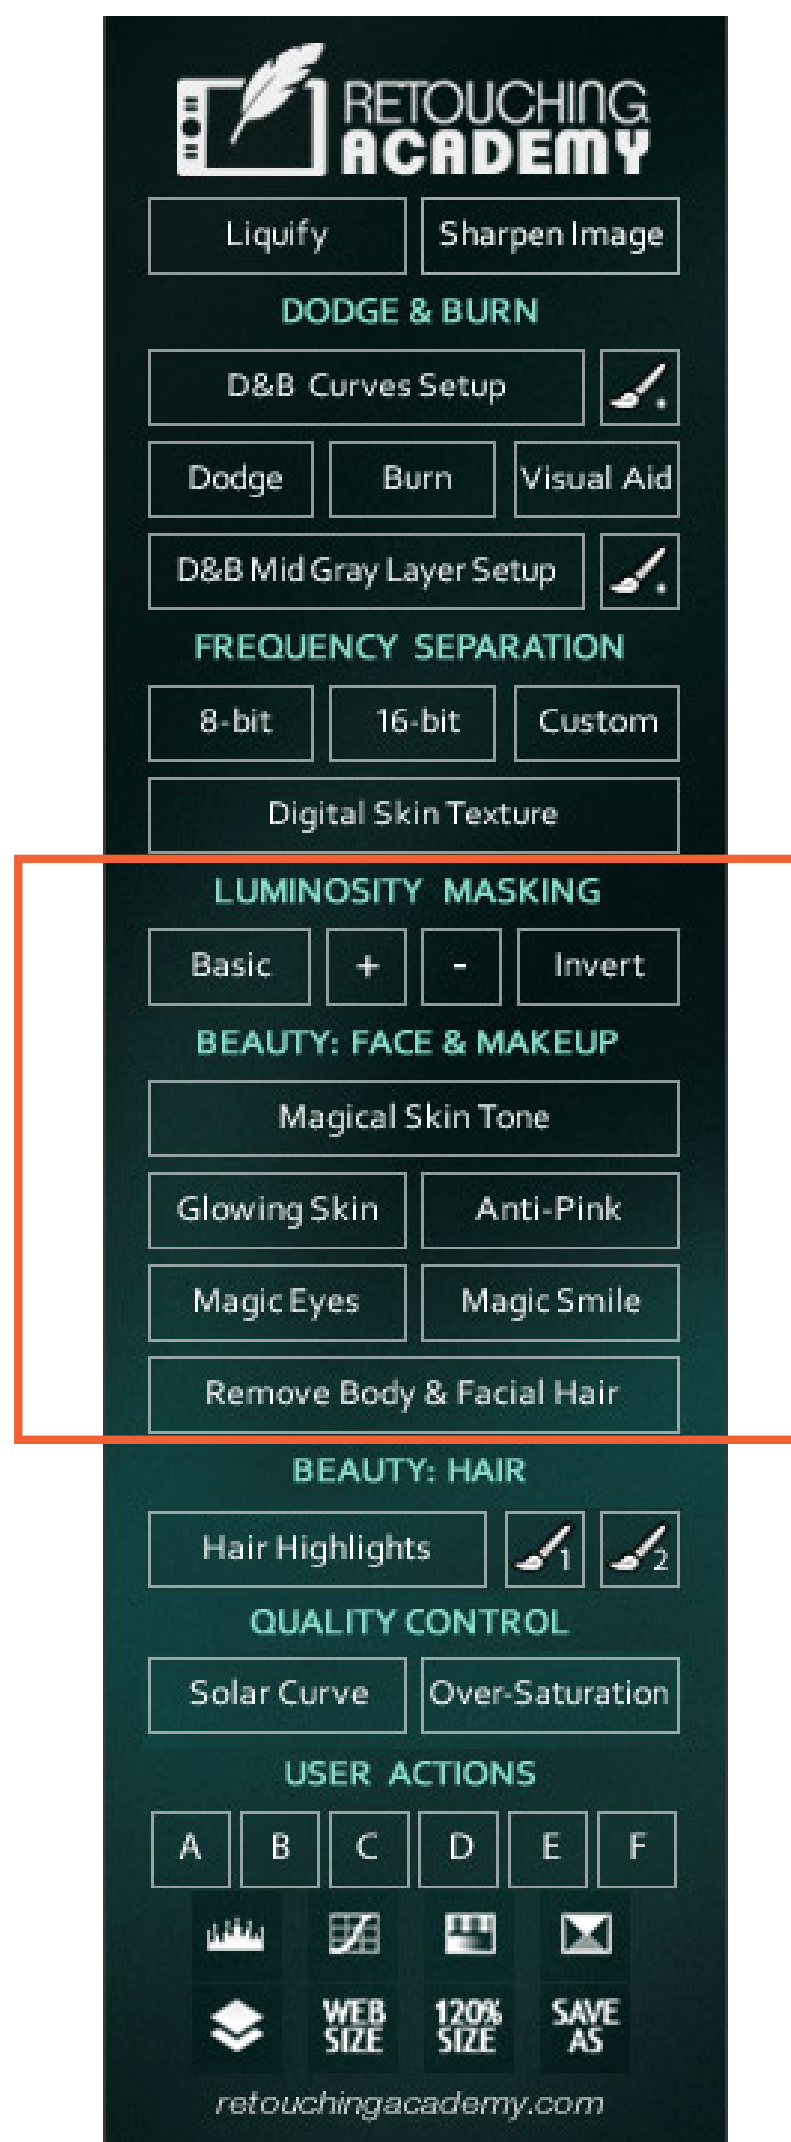 RETOUCHING
ACADEMY
Liquify Sharpen Image
DODGE & BURN
D&B Curves Setup
Dodge Burn Visual Aid
D&B Mid Gray Layer Setup
FREQUENCY SEPARATION
8-bit 16-bit Custom
Digital Skin Texture
LUMINOSITY MASKING
Basic + - Invert
BEAUTY: FACE & MAKEUP
Magical Skin Tone
Glowing Skin Anti-Pink
Magic Eyes Magic Smile
Remove Body & Facial Hair
BEAUTY: HAIR
Hair Highlights 1 2
QUALITY CONTROL
Solar Curve Over-Saturation
USER ACTIONS
A B C D E F
WEB 120% SAVE
SIZE SIZE AS
retouchingacademy.com